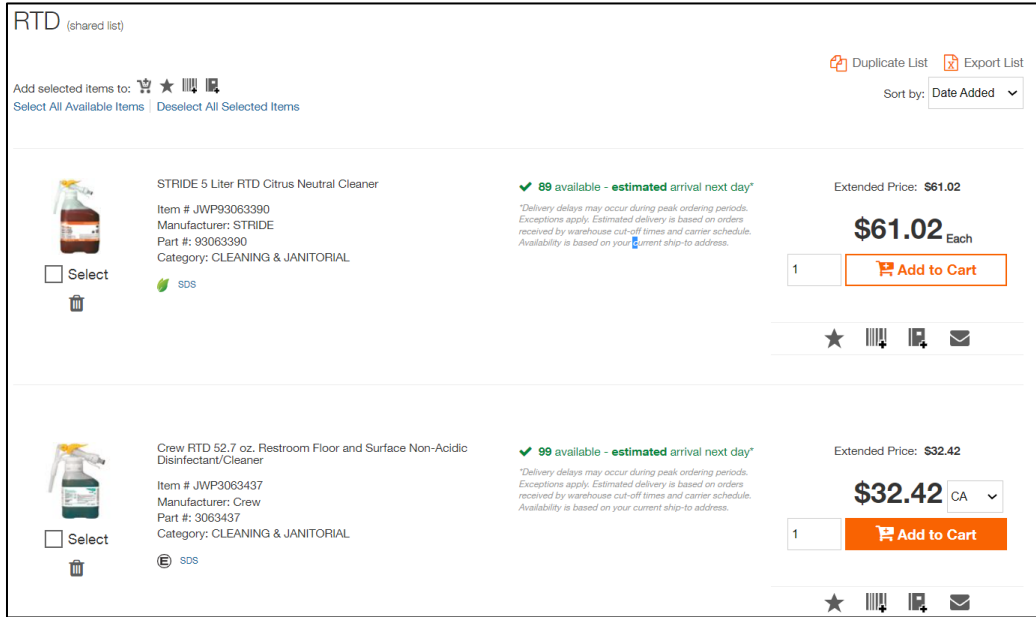 RTD (shared list)
Duplicate List
Export List
Add selected items to:
Select All Available Items | Deselect All Selected Items
Sort by: Date Added
STRIDE 5 Liter RTD Citrus Neutral Cleaner
Item # JWP93063390
Manufacturer: STRIDE
Part #: 93063390
Category: CLEANING & JANITORIAL
SDS
Select
89 available - estimated arrival next day*
*Delivery delays may occur during peak ordering periods.
Exceptions apply. Estimated delivery is based on orders
received by warehouse cut-off times and carrier schedule.
Availability is based on your current ship-to address.
Extended Price: $61.02
$61.02 Each
1
Add to Cart
Crew RTD 52.7 oz. Restroom Floor and Surface Non-Acidic
Disinfectant/Cleaner
Item # JWP3063437
Manufacturer: Crew
Part #: 3063437
Category: CLEANING & JANITORIAL
E SDS
Select
99 available - estimated arrival next day*
*Delivery delays may occur during peak ordering periods.
Exceptions apply. Estimated delivery is based on orders
received by warehouse cut-off times and carrier schedule.
Availability is based on your current ship-to address.
Extended Price: $32.42
$32.42 CA
1
Add to Cart